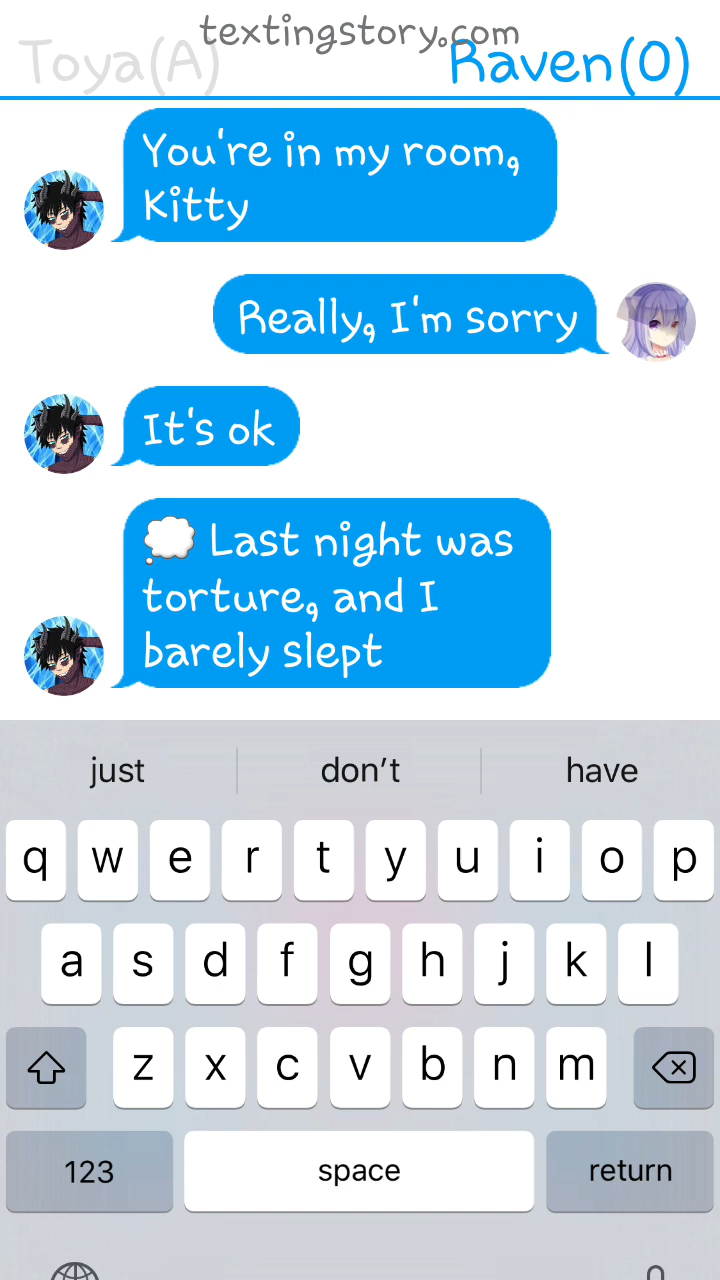 textingstory.com
Toya(A)
Raven(O)
You're in my room,
Kitty
Really, I'm sorry
It's ok
💭 Last night was
torture, and I
barely slept
just don't have
q w e r t y u i o p
a s d f g h j k l
z x c v b n m
123 space return